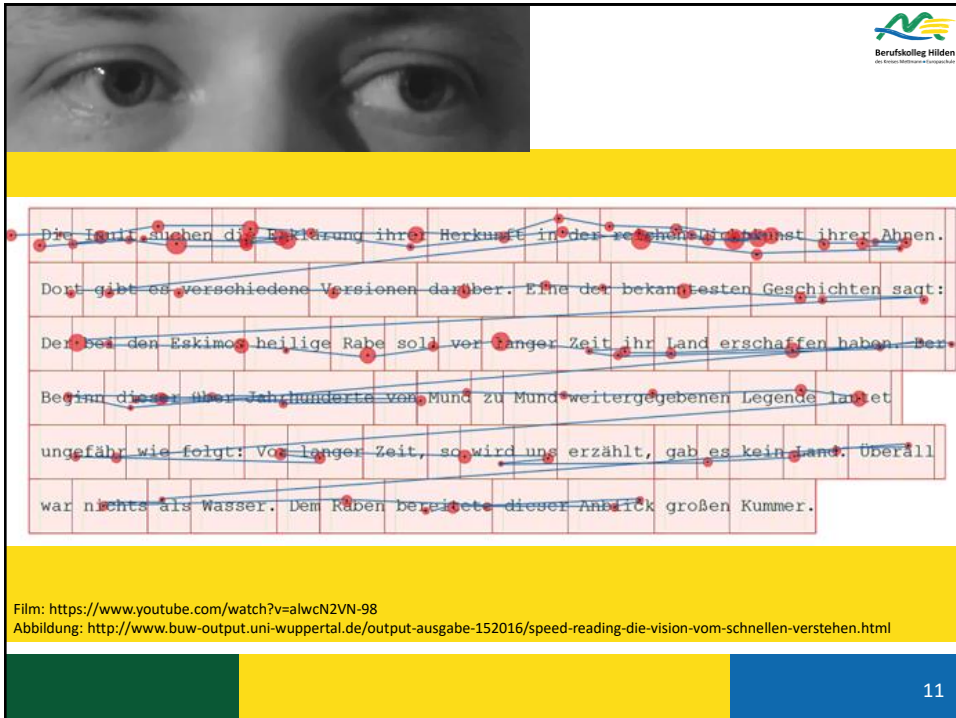 Berufskolleg Hilden
des Kreises Mettmann Europaschule
Die Inuit suchen die Erklärung ihrer Herkunft in der reichen Dichtkunst ihrer Ahnen.
Dort gibt es verschiedene Versionen darüber. Eine der bekanntesten Geschichten sagt:
Der bei den Eskimos heilige Rabe soll vor langer Zeit ihr Land erschaffen haben. Der
Beginn dieser über Jahrhunderte von Mund zu Mund weitergegebenen Legende lautet
ungefähr wie folgt: Vor langer Zeit, so wird uns erzählt, gab es kein Land. Überall
war nichts als Wasser. Dem Raben bereitete dieser Anblick großen Kummer.
Film: https://www.youtube.com/watch?v=alwcN2VN-98
Abbildung: http://www.buw-output.uni-wuppertal.de/output-ausgabe-152016/speed-reading-die-vision-vom-schnellen-verstehen.html
11